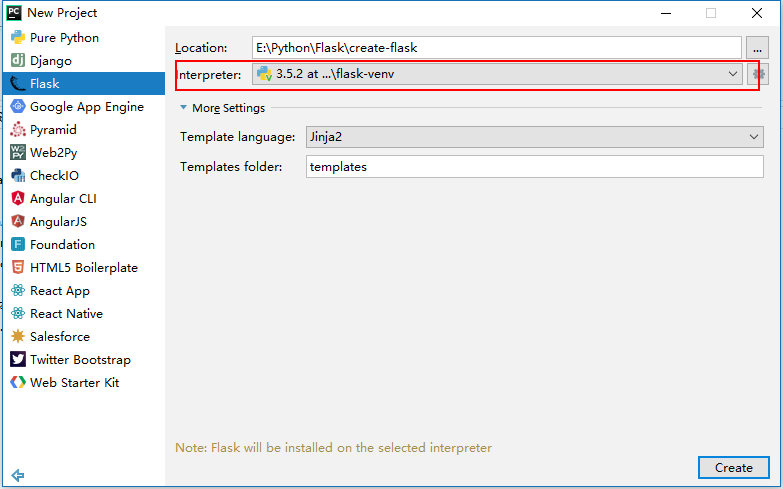 New Project
Pure Python
Django
Flask
Google App Engine
Pyramid
Web2Py
CheckIO
Angular CLI
AngularJS
Foundation
HTML5 Boilerplate
React App
React Native
Salesforce
Twitter Bootstrap
Web Starter Kit
Location: E:\Python\Flask\create-flask ...
Interpreter: 3.5.2 at ...\flask-venv
More Settings
Template language: Jinja2
Templates folder: templates
Note: Flask will be installed on the selected interpreter
Create